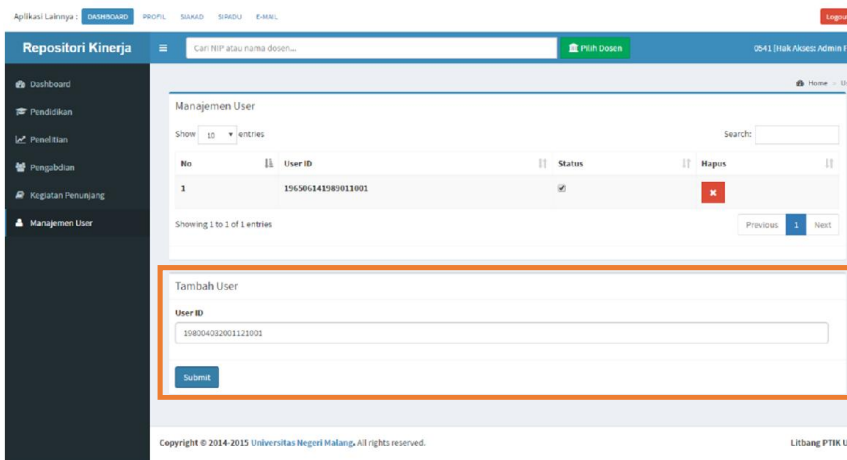 Aplikasi Lainnya : DASHBOARD PROFIL SIAKAD SIPADU E-MAIL Logout
Repositori Kinerja Cari NIP atau nama dosen... Pilih Dosen 0541 [Hak Akses: Admin F
Dashboard
Pendidikan
Penelitian
Pengabdian
Kegiatan Penunjang
Manajemen User
Home >
Manajemen User
Show 10 entries Search:
No User ID Status Hapus
1 196506141989011001
Showing 1 to 1 of 1 entries Previous 1 Next
Tambah User
User ID
198004032001121001
Submit
Copyright © 2014-2015 Universitas Negeri Malang. All rights reserved. Litbang PTIK U